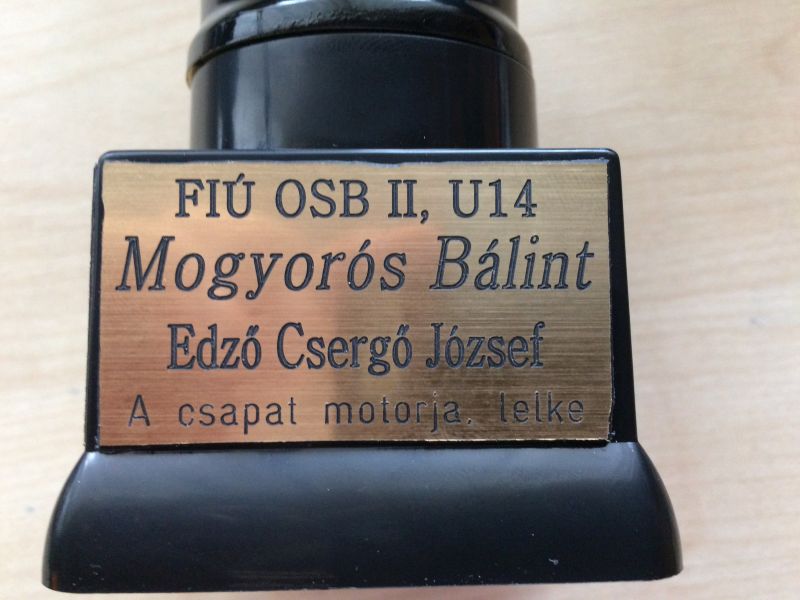 FIÚ OSB II, U14
Mogyorós Bálint
Edző Csergő József
A csapat motorja, lelke